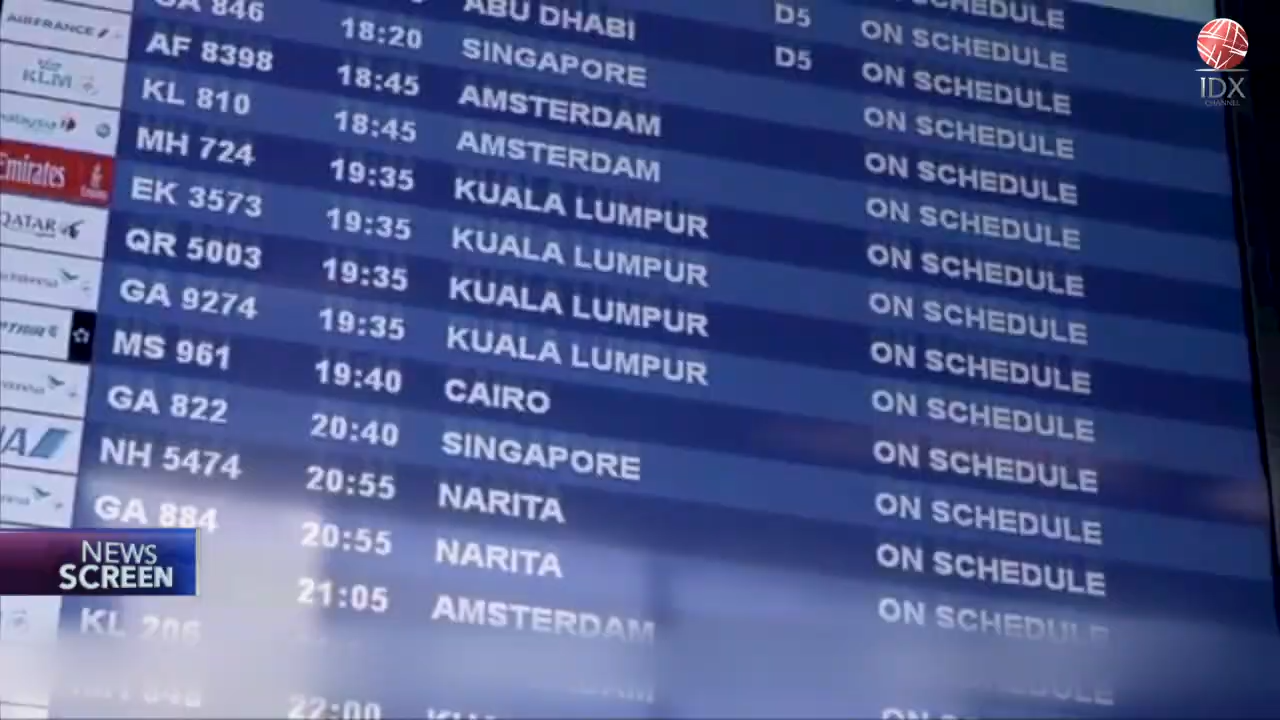 SCHEDULE
ABU DHABI D5 ON SCHEDULE
GA 846 18:20 SINGAPORE D5 ON SCHEDULE
AIRFRANCE AF 8398 18:45 AMSTERDAM ON SCHEDULE
KLM KL 810 18:45 AMSTERDAM ON SCHEDULE
malaysia MH 724 19:35 KUALA LUMPUR ON SCHEDULE
Emirates EK 3573 19:35 KUALA LUMPUR ON SCHEDULE
QATAR QR 5003 19:35 KUALA LUMPUR ON SCHEDULE
GA 9274 19:35 KUALA LUMPUR ON SCHEDULE
MS 961 19:40 CAIRO ON SCHEDULE
GA 822 20:40 SINGAPORE ON SCHEDULE
NH 5474 20:55 NARITA ON SCHEDULE
GA 884 20:55 NARITA ON SCHEDULE
21:05 AMSTERDAM ON SCHEDULE
KL 206
22:00
IDX
CHANNEL
NEWS
SCREEN